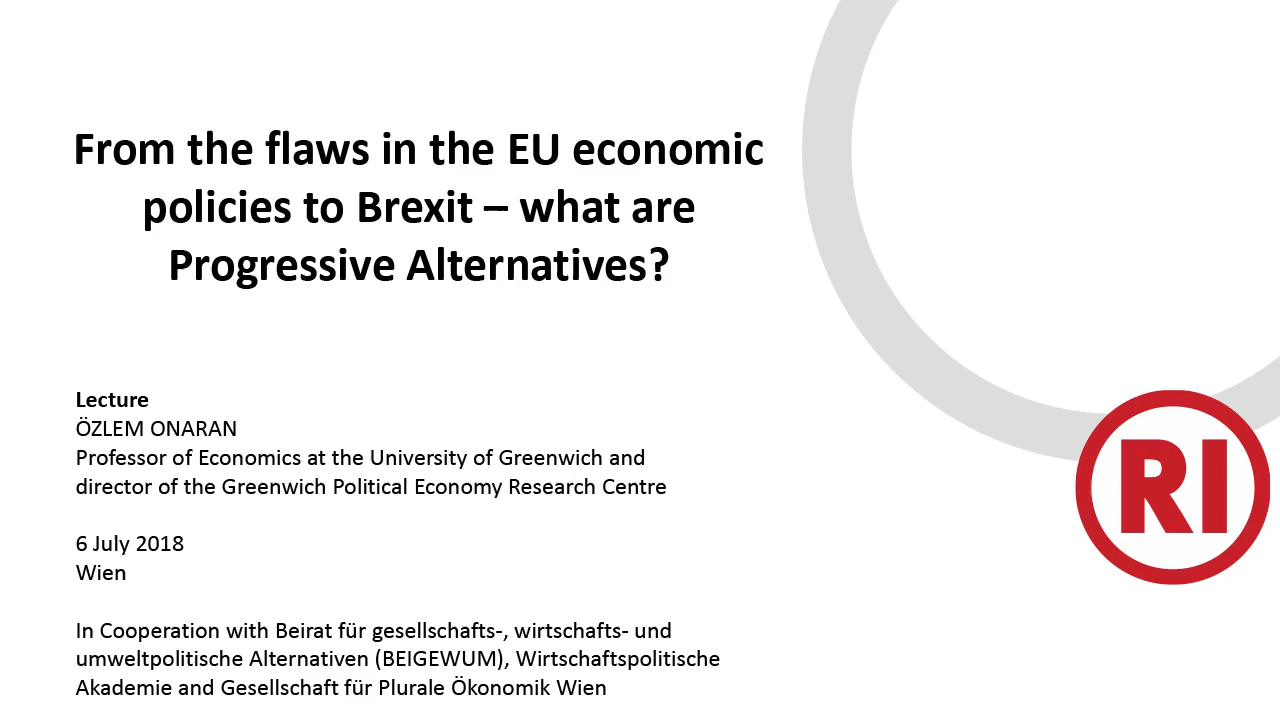 From the flaws in the EU economic
policies to Brexit – what are
Progressive Alternatives?
Lecture
ÖZLEM ONARAN
Professor of Economics at the University of Greenwich and
director of the Greenwich Political Economy Research Centre
6 July 2018
Wien
In Cooperation with Beirat für gesellschafts-, wirtschafts- und
umweltpolitische Alternativen (BEIGEWUM), Wirtschaftspolitische
Akademie and Gesellschaft für Plurale Ökonomik Wien
RI